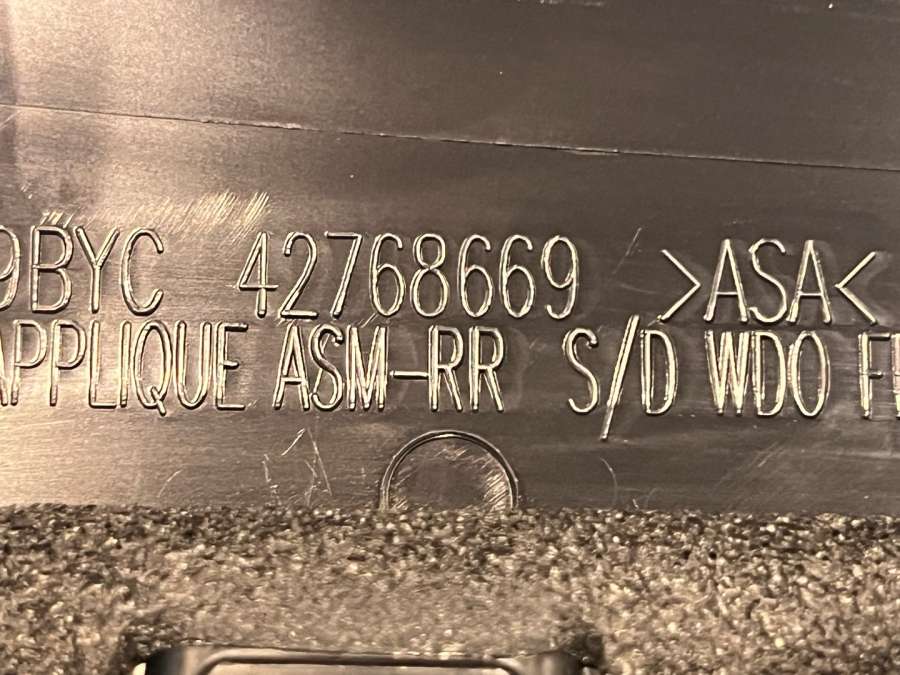 9BYC 42768669 >ASA<
APPLIQUE ASM-RR S/D WDO